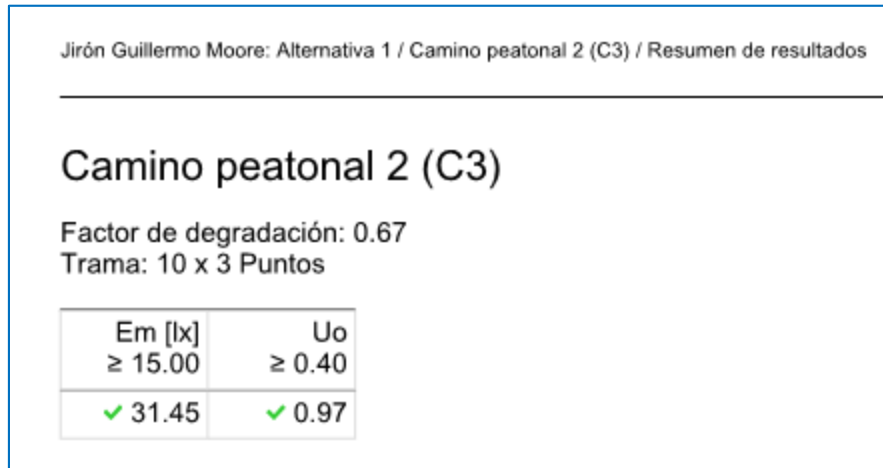 Jirón Guillermo Moore: Alternativa 1 / Camino peatonal 2 (C3) / Resumen de resultados
Camino peatonal 2 (C3)
Factor de degradación: 0.67
Trama: 10 x 3 Puntos
Em [lx] Uo
≥ 15.00 ≥ 0.40
✓ 31.45 ✓ 0.97